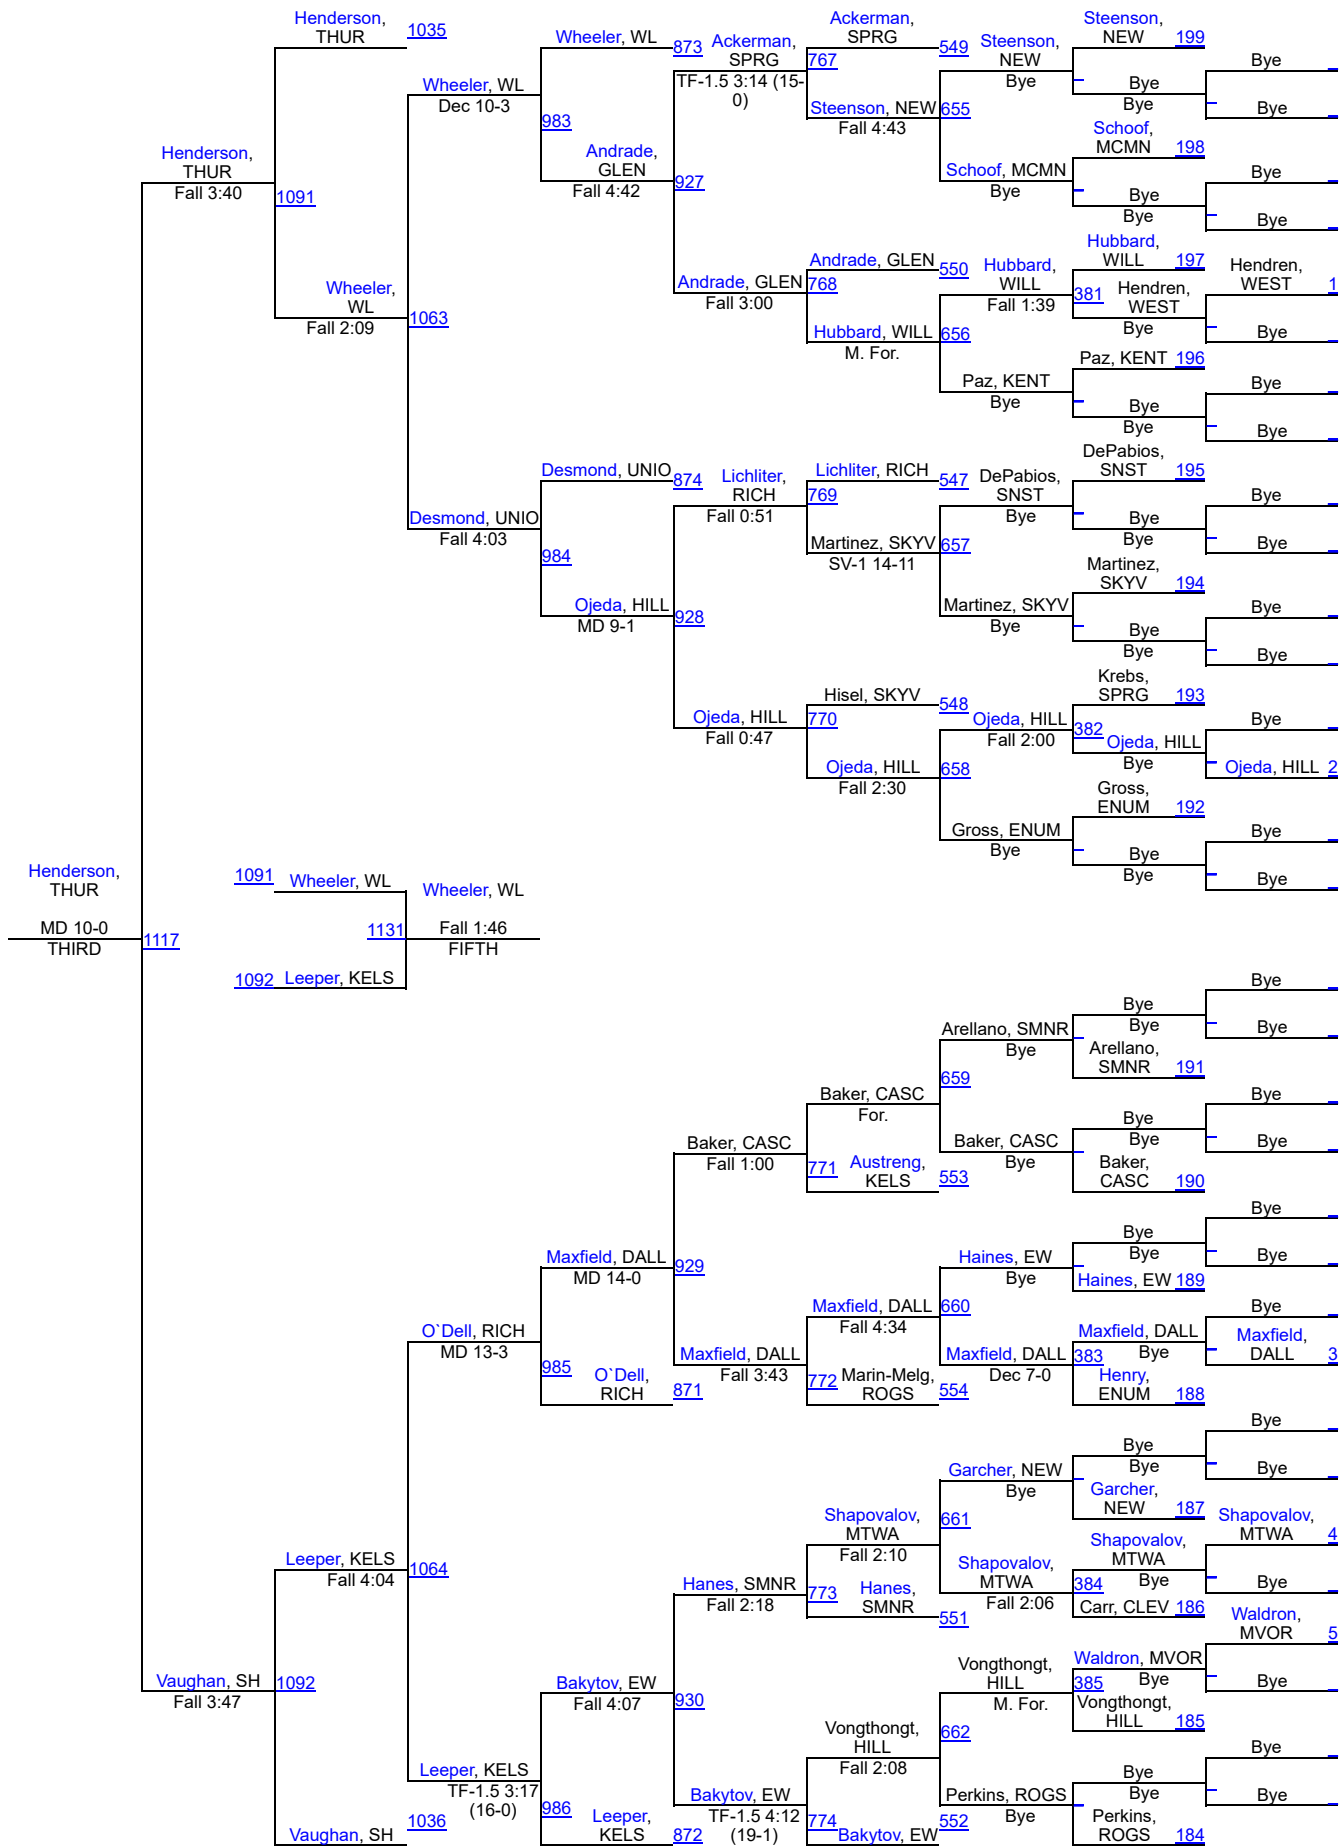 Henderson,
THUR 1035
Wheeler, WL 873
Ackerman,
SPRG
TF-1.5 3:14 (15-
0)
Ackerman,
SPRG 549
767
Steenson,
NEW
Bye
Steenson,
NEW 199
Bye
Bye
Bye
Bye
Wheeler, WL
Dec 10-3
983
Steenson, NEW 655
Fall 4:43
Schoof,
MCMN 198
Henderson,
THUR
Fall 3:40
1091
Andrade,
GLEN
Fall 4:42
927
Schoof, MCMN
Bye
Bye
Bye
Bye
Bye
Wheeler,
WL
Fall 2:09
1063
Andrade, GLEN
Fall 3:00
Andrade, GLEN 550
768
Hubbard,
WILL
Fall 1:39
Hubbard,
WILL 197
381
Hendren,
WEST
Bye
Hendren,
WEST 1
Bye
Hubbard, WILL 656
M. For.
Paz, KENT
Bye
Paz, KENT 196
Bye
Bye
Bye
Bye
Desmond, UNIO 874
Lichliter,
RICH
Fall 0:51
Lichliter, RICH 547
769
DePabios,
SNST
Bye
DePabios,
SNST 195
Bye
Bye
Bye
Bye
Desmond, UNIO
Fall 4:03
984
Martinez, SKYV 657
SV-1 14-11
Martinez,
SKYV 194
Ojeda, HILL
MD 9-1
928
Martinez, SKYV
Bye
Bye
Bye
Bye
Bye
Ojeda, HILL
Fall 0:47
Hisel, SKYV 548
770
Ojeda, HILL
Fall 2:00
Krebs,
SPRG 193
382
Ojeda, HILL
Bye
Bye
Ojeda, HILL 2
Ojeda, HILL 658
Fall 2:30
Gross, ENUM
Bye
Gross,
ENUM 192
Bye
Bye
Bye
Bye
Henderson,
THUR
MD 10-0
THIRD
1117
1091 Wheeler, WL
1131
Wheeler, WL
Fall 1:46
FIFTH
1092 Leeper, KELS
Arellano, SMNR
Bye
Bye
Bye
Arellano,
SMNR 191
Bye
Bye
659
Baker, CASC
For.
Baker, CASC
Fall 1:00
771 Austreng,
KELS 553
Baker, CASC
Bye
Bye
Bye
Baker,
CASC 190
Bye
Bye
Maxfield, DALL
MD 14-0
929
Haines, EW
Bye
Bye
Bye
Haines, EW 189
Bye
Bye
O`Dell, RICH
MD 13-3
985 O`Dell,
RICH 871
Maxfield, DALL
Fall 3:43
Maxfield, DALL 660
Fall 4:34
772 Marin-Melg,
ROGS 554
Maxfield, DALL
Dec 7-0
383
Maxfield, DALL
Bye
Henry,
ENUM 188
Bye
Maxfield,
DALL 3
Garcher, NEW
Bye
Bye
Bye
Garcher,
NEW 187
Bye
Bye
Leeper, KELS
Fall 4:04
1064
Hanes, SMNR
Fall 2:18
Shapovalov,
MTWA
Fall 2:10
661
773 Hanes,
SMNR 551
Shapovalov,
MTWA
Fall 2:06
384
Shapovalov,
MTWA
Bye
Carr, CLEV 186
Shapovalov,
MTWA 4
Bye
Vaughan, SH
Fall 3:47
1092
Bakytov, EW
Fall 4:07
930
Vongthongt,
HILL
M. For.
385
Waldron, MVOR
Bye
Vongthongt,
HILL 185
Waldron,
MVOR 5
Bye
Vongthongt,
HILL
Fall 2:08
662
Leeper, KELS
TF-1.5 3:17
(16-0)
986 Leeper,
KELS 872
Bakytov, EW
TF-1.5 4:12
(19-1)
774
Bakytov, EW
Perkins, ROGS
552 Bye
Bye
Bye
Perkins,
ROGS 184
Bye
Bye
Vaughan, SH
1036